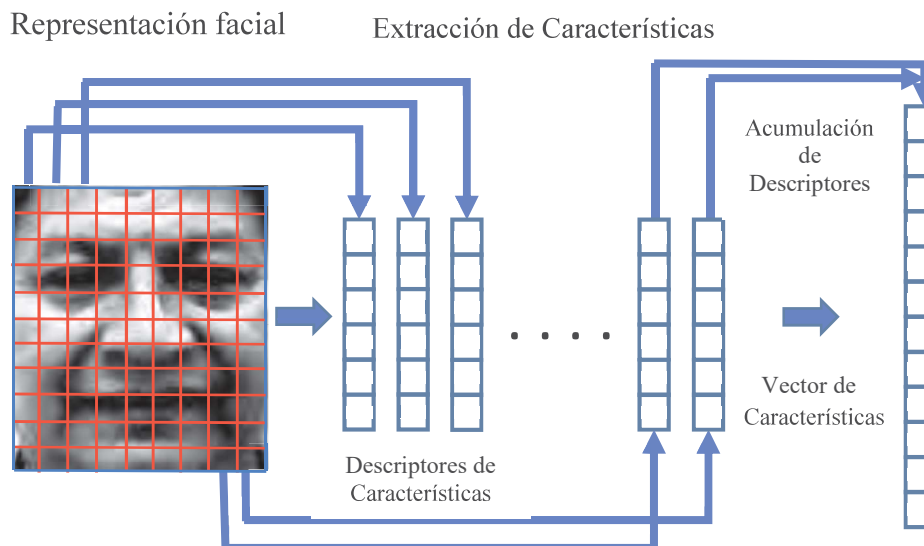 Representación facial
Extracción de Características
Acumulación
de
Descriptores
Vector de
Características
Descriptores de
Características